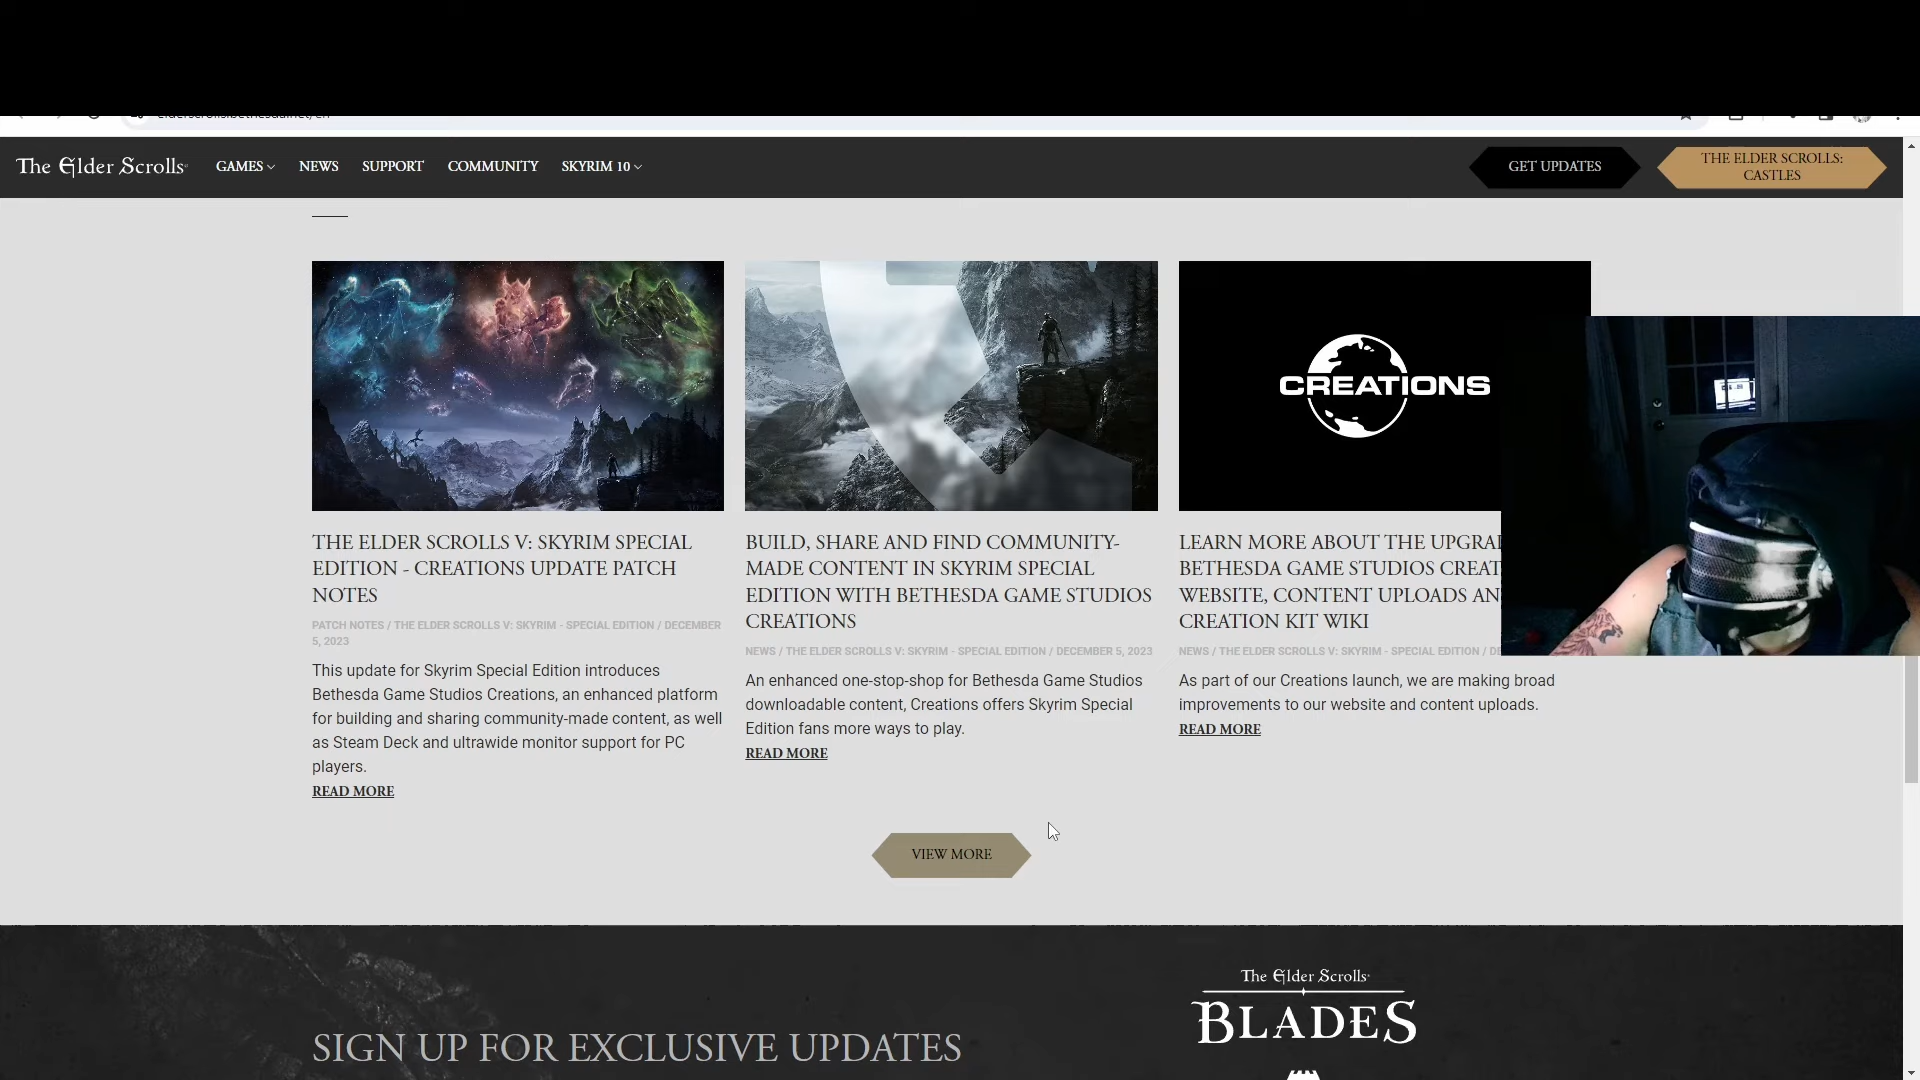 The Elder Scrolls
GAMES
NEWS
SUPPORT
COMMUNITY
SKYRIM 10
GET UPDATES
THE ELDER SCROLLS:
CASTLES
CREATIONS
THE ELDER SCROLLS V: SKYRIM SPECIAL
EDITION - CREATIONS UPDATE PATCH
NOTES
PATCH NOTES / THE ELDER SCROLLS V: SKYRIM - SPECIAL EDITION / DECEMBER
5, 2023
This update for Skyrim Special Edition introduces
Bethesda Game Studios Creations, an enhanced platform
for building and sharing community-made content, as well
as Steam Deck and ultrawide monitor support for PC
players.
READ MORE
BUILD, SHARE AND FIND COMMUNITY-
MADE CONTENT IN SKYRIM SPECIAL
EDITION WITH BETHESDA GAME STUDIOS
CREATIONS
NEWS / THE ELDER SCROLLS V: SKYRIM - SPECIAL EDITION / DECEMBER 5, 2023
An enhanced one-stop-shop for Bethesda Game Studios
downloadable content, Creations offers Skyrim Special
Edition fans more ways to play.
READ MORE
LEARN MORE ABOUT THE
BETHESDA GAME STUDIOS
WEBSITE, CONTENT UPLOADS
CREATION KIT WIKI
NEWS / THE ELDER SCROLLS V: SKYRIM - SPECIAL EDITION /
As part of our Creations launch, we are making broad
improvements to our website and content uploads.
READ MORE
VIEW MORE
SIGN UP FOR EXCLUSIVE UPDATES
The Elder Scrolls
BLADES